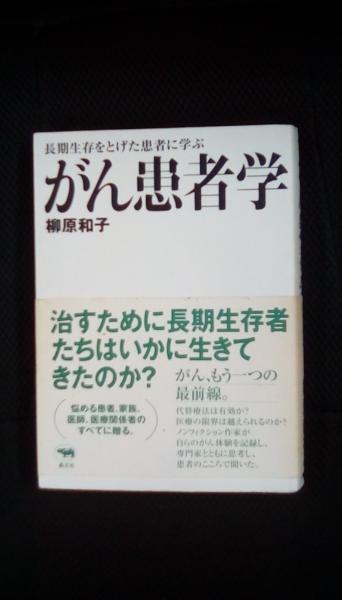 長期生存をとげた患者に学ぶ
がん患者学
柳原和子
治すために長期生存者
たちはいかに生きて
きたのか?
がん、もう一つの
最前線。
悩める患者、家族、
医師、医療関係者の
すべてに贈る。
代替療法は有効か?
医療の限界は越えられるのか?
ノンフィクション作家が
自らのがん体験を記録し、
専門家とともに思考し、
患者のこころで聞いた。
晶文社